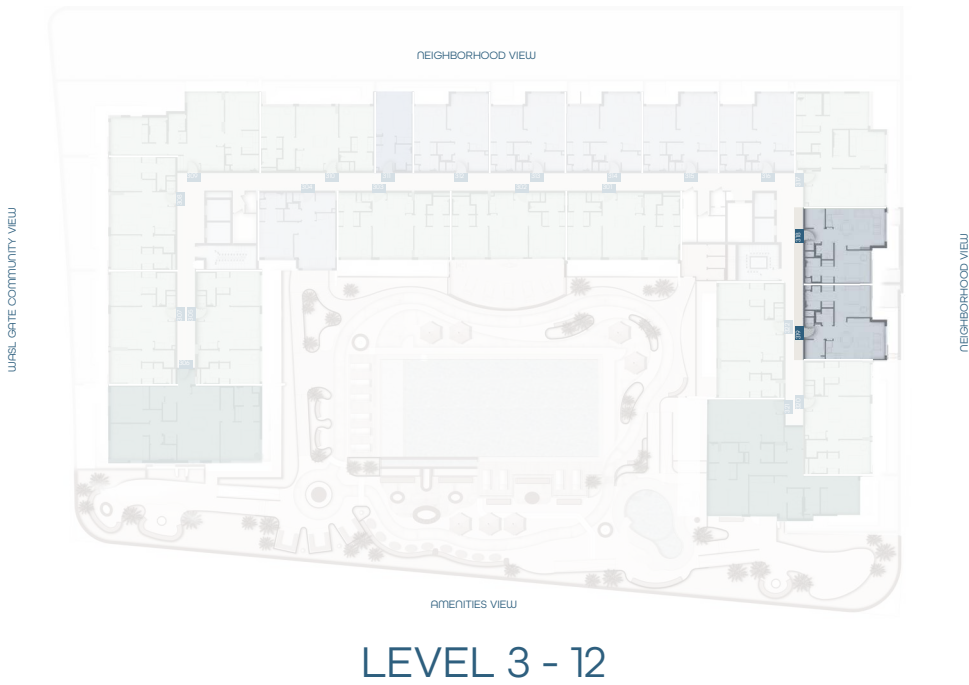 NEIGHBORHOOD VIEW
WASL GATE COMMUNITY VIEW
NEIGHBORHOOD VIEW
AMENITIES VIEW
LEVEL 3 - 12